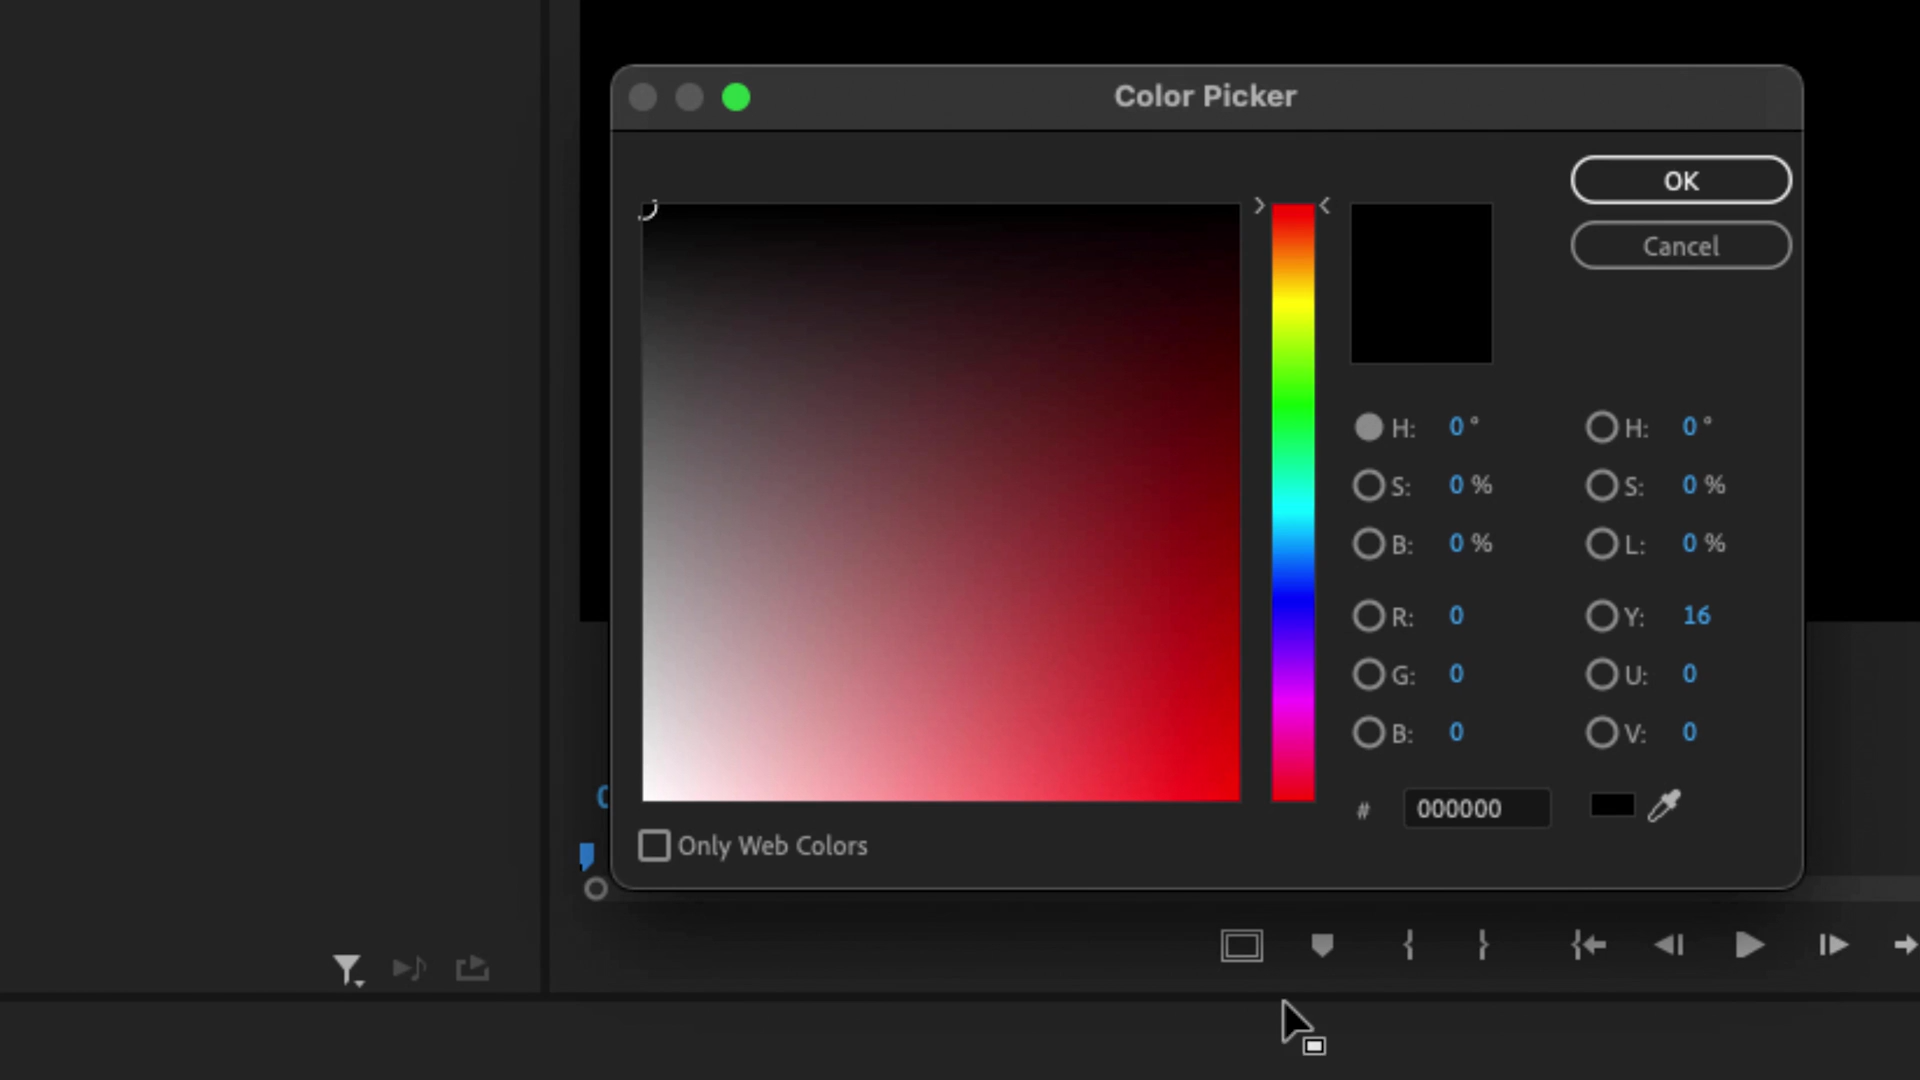 Color Picker
OK
Cancel
H: 0 °
H: 0 °
S: 0 %
S: 0 %
B: 0 %
L: 0 %
R: 0
Y: 16
G: 0
U: 0
B: 0
V: 0
# 000000
Only Web Colors